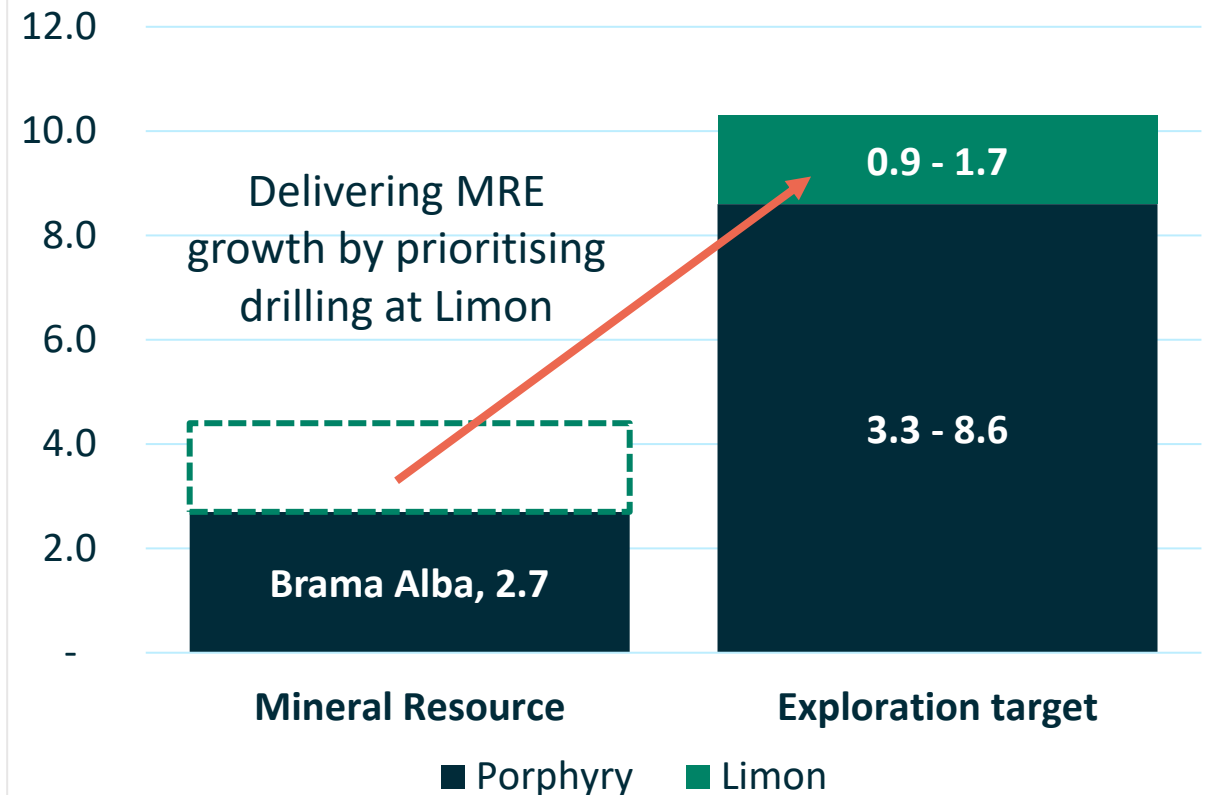 12.0
10.0
8.0
6.0
4.0
2.0
-
Delivering MRE
growth by prioritising
drilling at Limon
0.9 - 1.7
3.3 - 8.6
Brama Alba, 2.7
Mineral Resource
Exploration target
Porphyry
Limon